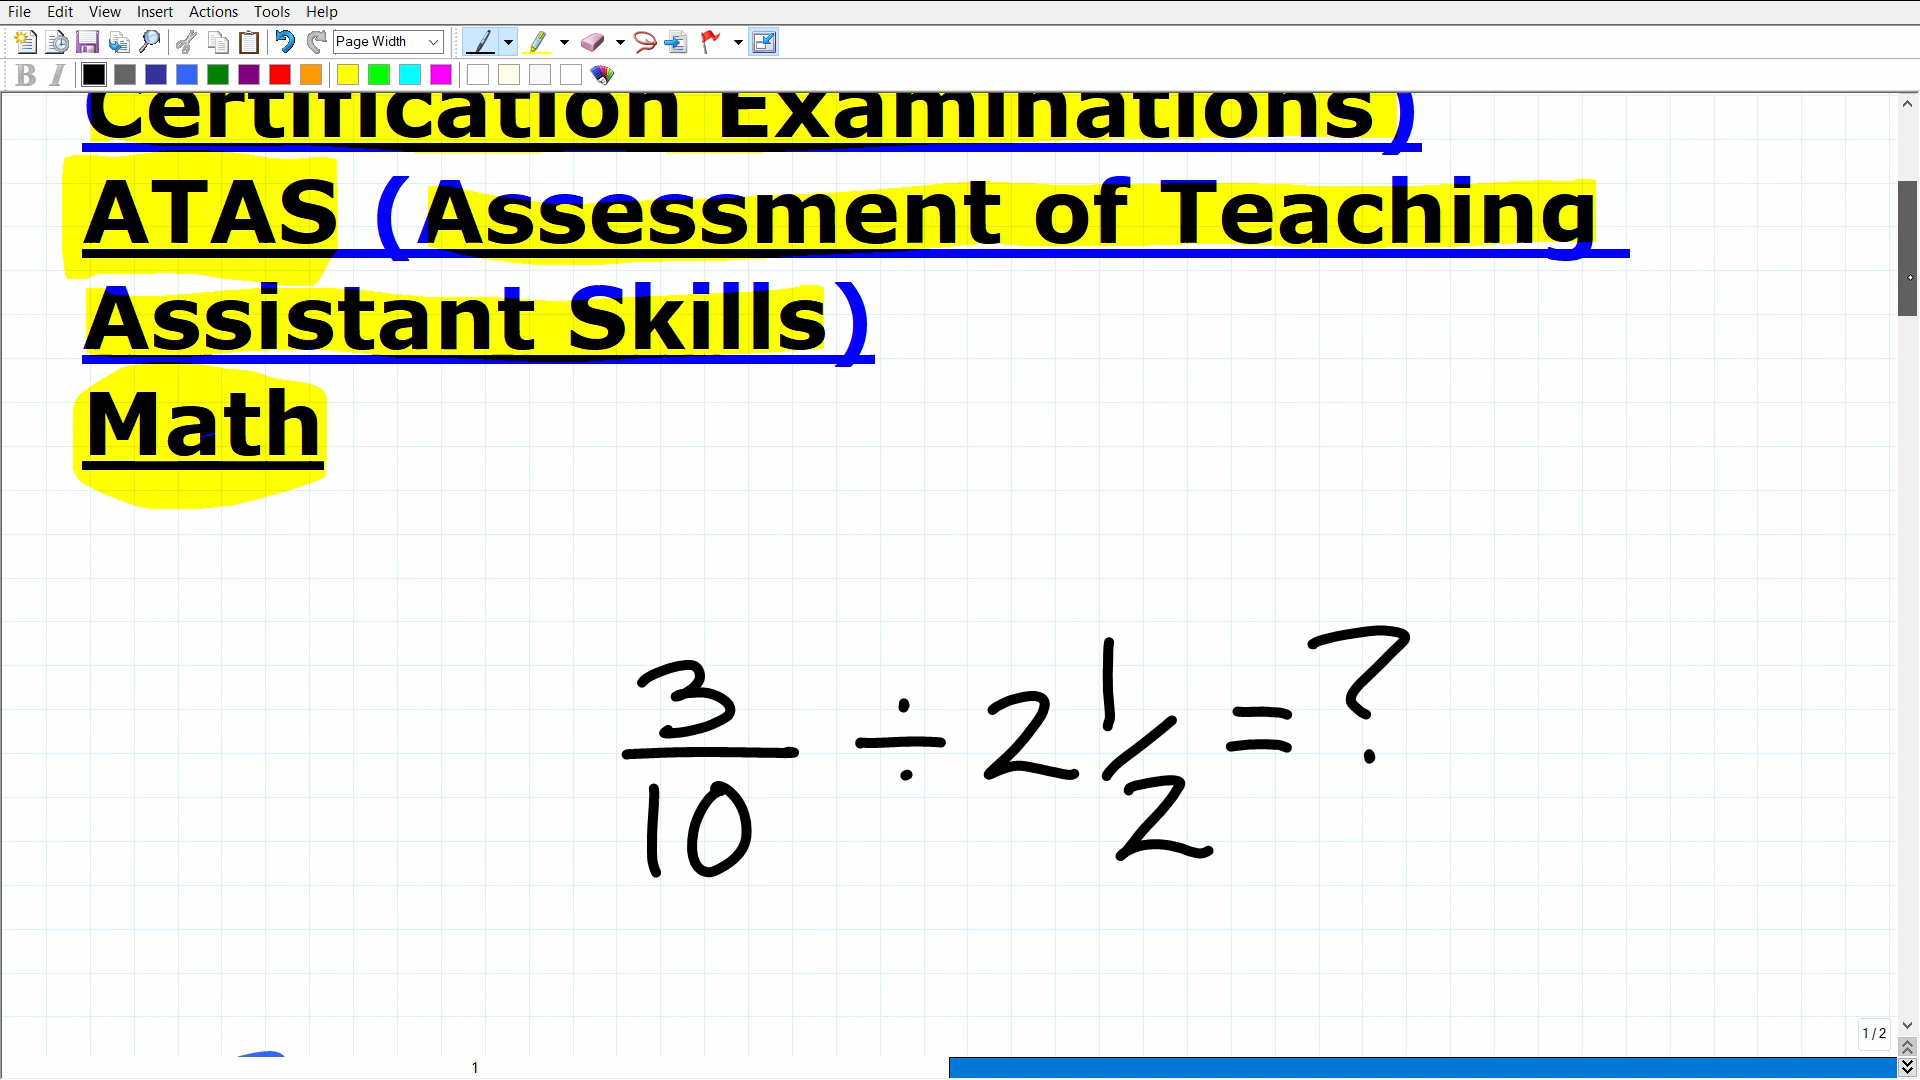 File Edit View Insert Actions Tools Help
Page Width
B I
Certification Examinations)
ATAS (Assessment of Teaching
Assistant Skills)
Math
3/10 ÷ 2 1/2 = ?
1 / 2
1